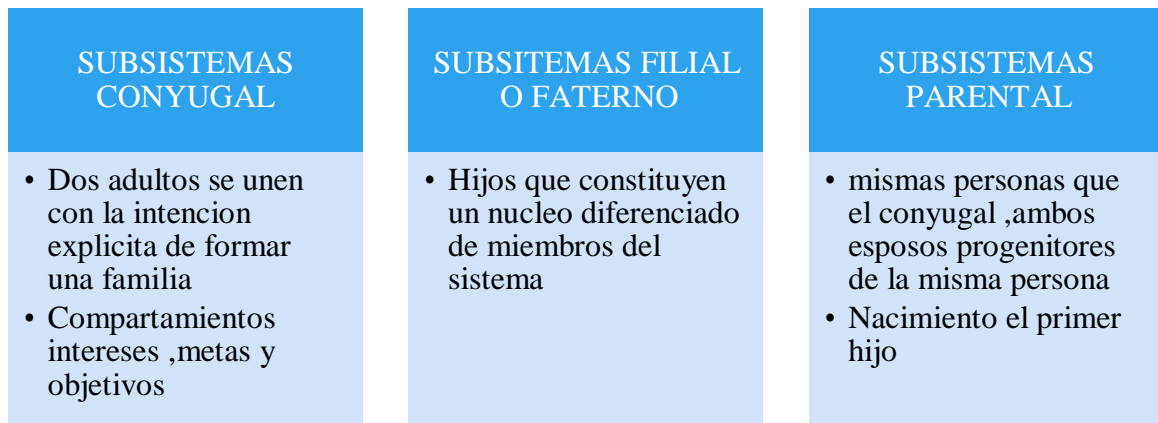 SUBSISTEMAS
CONYUGAL
• Dos adultos se unen
con la intencion
explicita de formar
una familia
• Compartamientos
intereses ,metas y
objetivos
SUBSITEMAS FILIAL
O FATERNO
• Hijos que constituyen
un nucleo diferenciado
de miembros del
sistema
SUBSISTEMAS
PARENTAL
• mismas personas que
el conyugal ,ambos
esposos progenitores
de la misma persona
• Nacimiento el primer
hijo